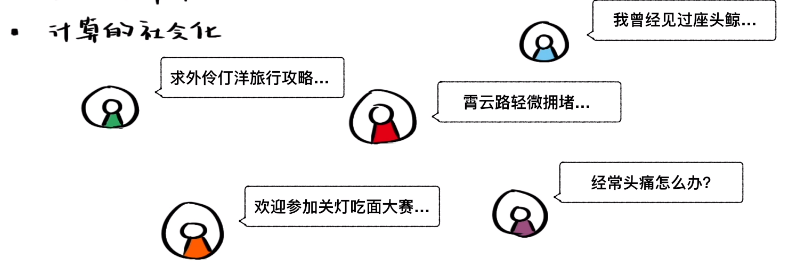 我曾经见过座头鲸...
• 计算的社会化
求外伶仃洋旅行攻略...
霄云路轻微拥堵...
经常头痛怎么办?
欢迎参加关灯吃面大赛...